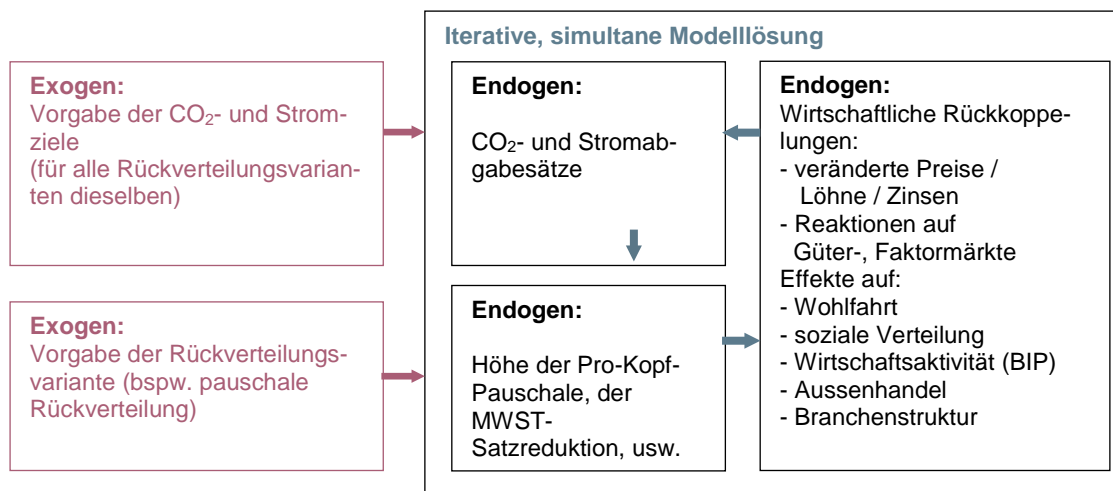 Iterative, simultane Modelllösung
Exogen:
Vorgabe der CO₂- und Strom-
ziele
(für alle Rückverteilungsvarian-
ten dieselben)
Endogen:
CO₂- und Stromab-
gabesätze
Endogen:
Wirtschaftliche Rückkoppe-
lungen:
- veränderte Preise /
Löhne / Zinsen
- Reaktionen auf
Güter-, Faktormärkte
Effekte auf:
- Wohlfahrt
- soziale Verteilung
- Wirtschaftsaktivität (BIP)
- Aussenhandel
- Branchenstruktur
Exogen:
Vorgabe der Rückverteilungs-
variante (bspw. pauschale
Rückverteilung)
Endogen:
Höhe der Pro-Kopf-
Pauschale, der
MWST-
Satzreduktion, usw.